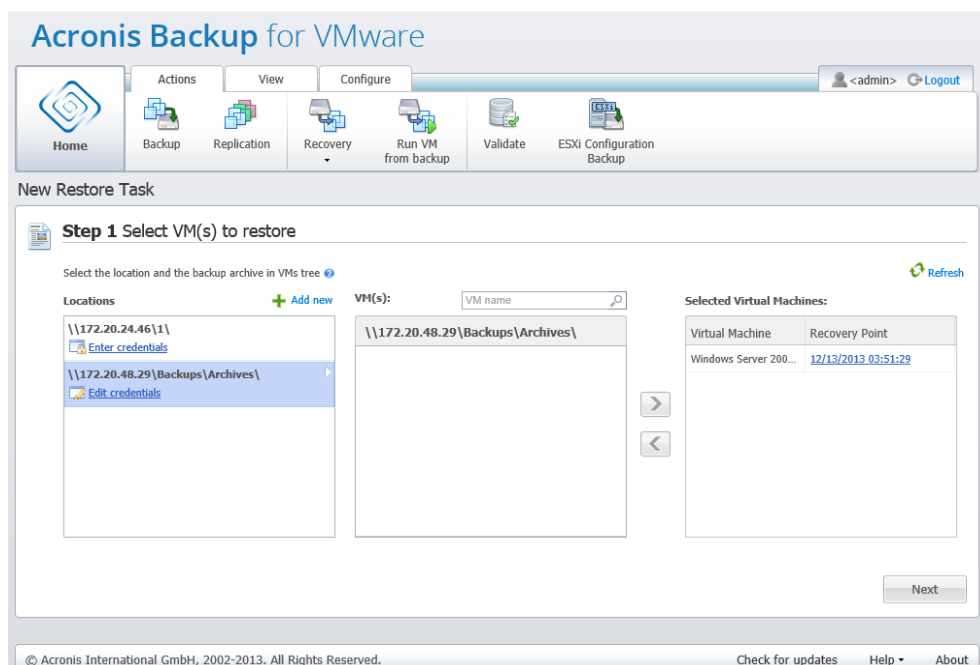 Acronis Backup for VMware
Actions
View
Configure
<admin>
Logout
Home
Backup
Replication
Recovery
Run VM
from backup
Validate
ESXi
ESXi Configuration
Backup
New Restore Task
Step 1 Select VM(s) to restore
Select the location and the backup archive in VMs tree
Refresh
Locations
Add new
VM(s):
VM name
Selected Virtual Machines:
\\172.20.24.46\1\
Enter credentials
\\172.20.48.29\Backups\Archives\
Edit credentials
\\172.20.48.29\Backups\Archives\
Virtual Machine
Recovery Point
Windows Server 200...
12/13/2013 03:51:29
Next
© Acronis International GmbH, 2002-2013. All Rights Reserved.
Check for updates
Help
About